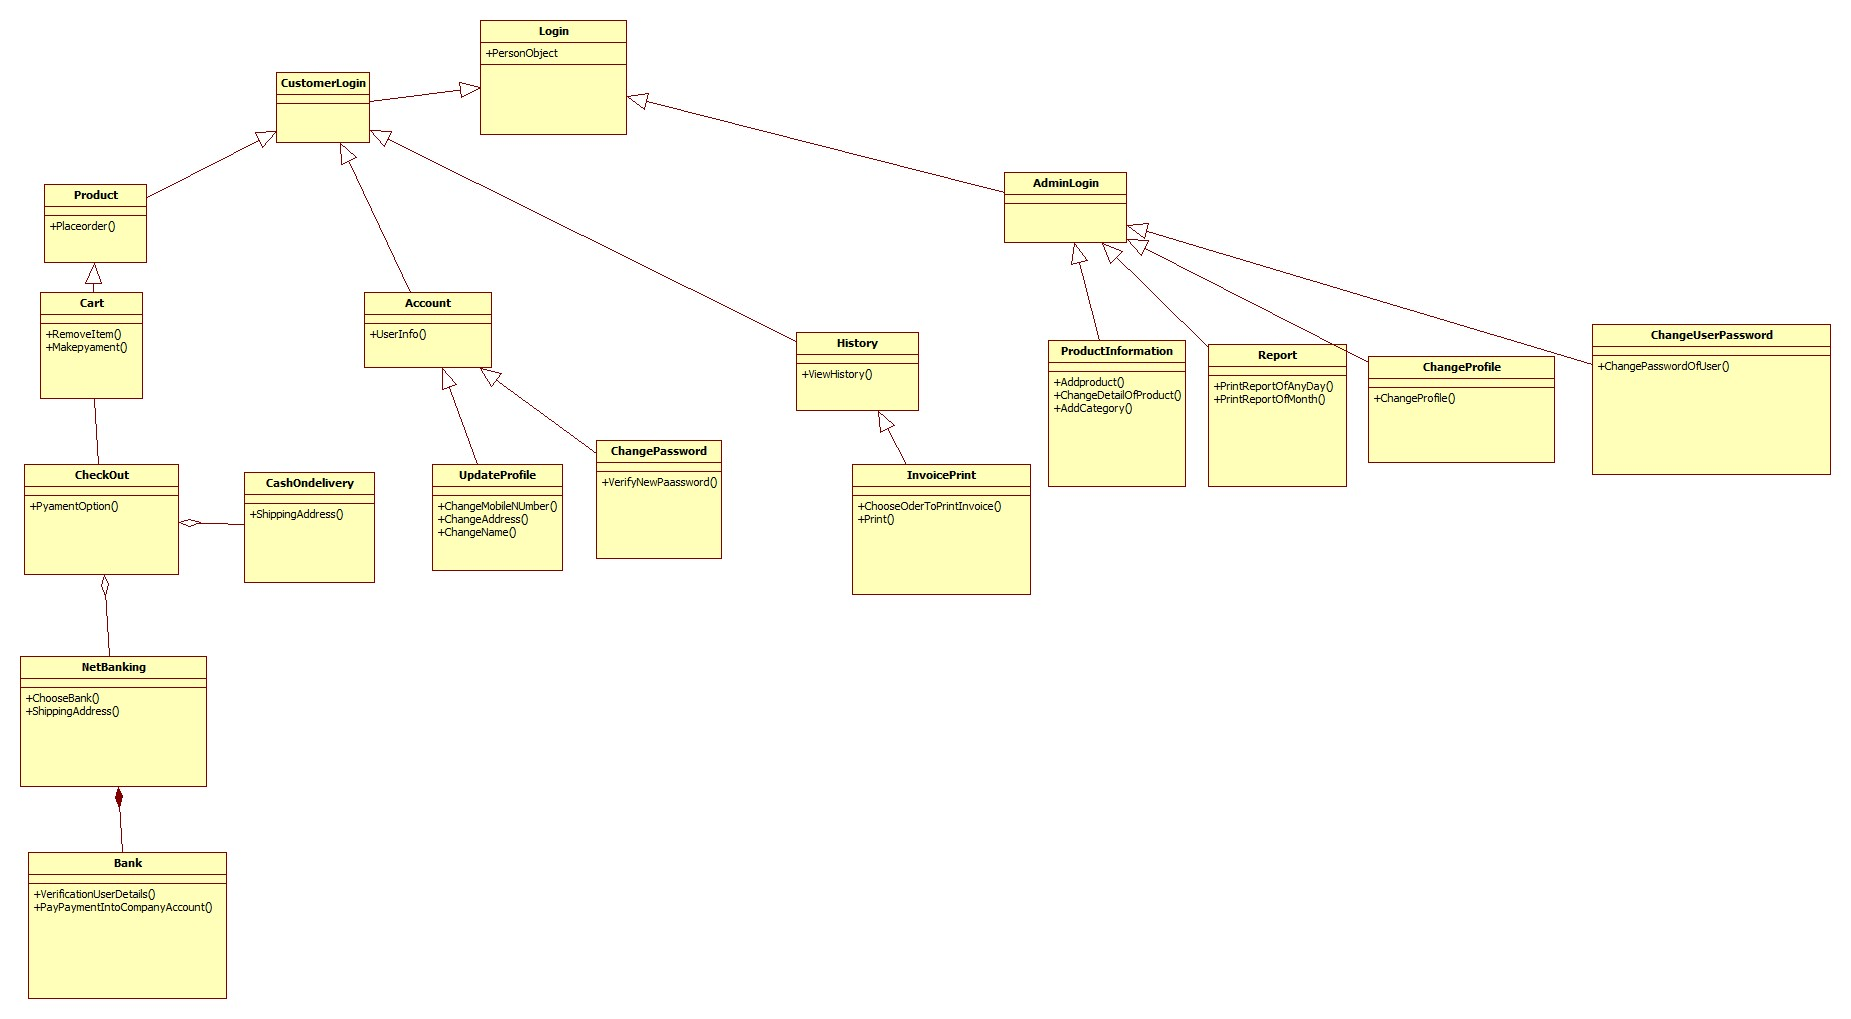 Login
+PersonObject
CustomerLogin
AdminLogin
Product
+Placeorder()
Cart
+RemoveItem()
+Makepyament()
Account
+UserInfo()
History
+ViewHistory()
ProductInformation
+Addproduct()
+ChangeDetailOfProduct()
+AddCategory()
Report
+PrintReportOfAnyDay()
+PrintReportOfMonth()
ChangeProfile
+ChangeProfile()
ChangeUserPassword
+ChangePasswordOfUser()
CheckOut
+PyamentOption()
CashOndelivery
+ShippingAddress()
UpdateProfile
+ChangeMobileNUmber()
+ChangeAddress()
+ChangeName()
ChangePassword
+VerifyNewPaassword()
InvoicePrint
+ChooseOderToPrintInvoice()
+Print()
NetBanking
+ChooseBank()
+ShippingAddress()
Bank
+VerificationUserDetails()
+PayPaymentIntoCompanyAccount()